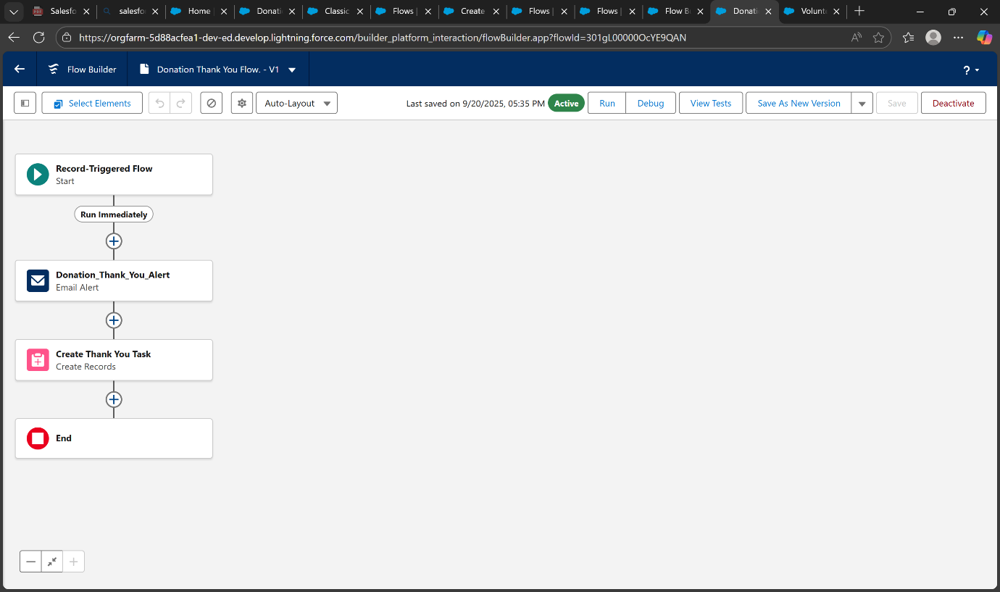 Salesfo
salesfo
Home
Donati
Classic
Flows
Create
Flows
Flows
Flow B
Donati
Volunt
https://orgfarm-5d88acfea1-dev-ed.develop.lightning.force.com/builder_platform_interaction/flowBuilder.app?flowId=301gL00000OcYE9QAN
Flow Builder
Donation Thank You Flow. - V1
?
Select Elements
Auto-Layout
Last saved on 9/20/2025, 05:35 PM
Active
Run
Debug
View Tests
Save As New Version
Save
Deactivate
Record-Triggered Flow
Start
Run Immediately
Donation_Thank_You_Alert
Email Alert
Create Thank You Task
Create Records
End